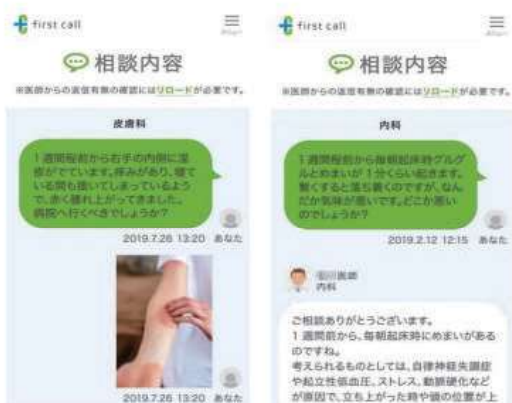 first call
相談内容
※医師からの返信有無の確認にはリロードが必要です。
皮膚科
1週間程前から右手の内側に湿
疹がでています。痒みがあり、寝て
いる間も掻いてしまっているよう
で、赤く腫れ上がってきました。
病院へ行くべきでしょうか?
2019.7.26 13:20 あなた
2019.7.26 13:20 あなた
first call
相談内容
※医師からの返信有無の確認にはリロードが必要です。
内科
1週間程前から毎朝起床時グルグ
ルとめまいが1分くらい起きます。
動くすると落ち着くのですが、なん
だか気味が悪いです。どこか悪い
のでしょうか?
2019.2.12 12:15 あなた
医師
内科
ご相談ありがとうございます。
1週間前から、毎朝起床時にめまいがある
のですね。
考えられるものとしては、自律神経失調症
や起立性低血圧、ストレス、動脈硬化など
が原因で、立ち上がった時や頭の位置が上